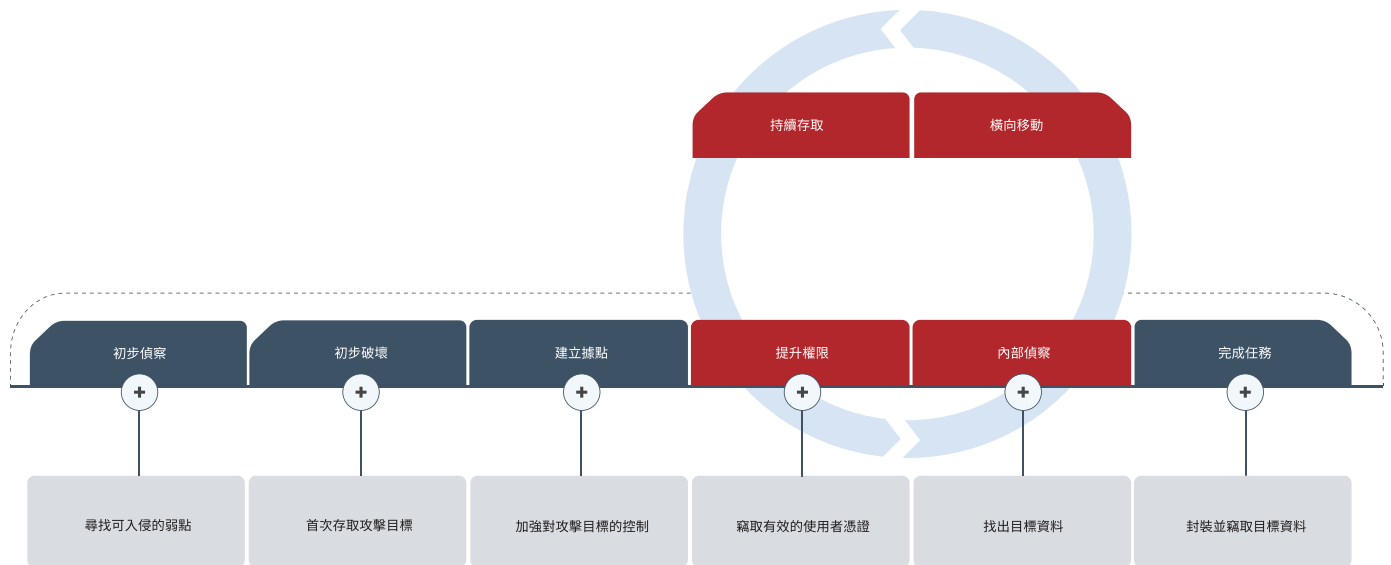 持續存取
橫向移動
初步偵察
初步破壞
建立據點
提升權限
內部偵察
完成任務
尋找可入侵的弱點
首次存取攻擊目標
加強對攻擊目標的控制
竊取有效的使用者憑證
找出目標資料
封裝並竊取目標資料